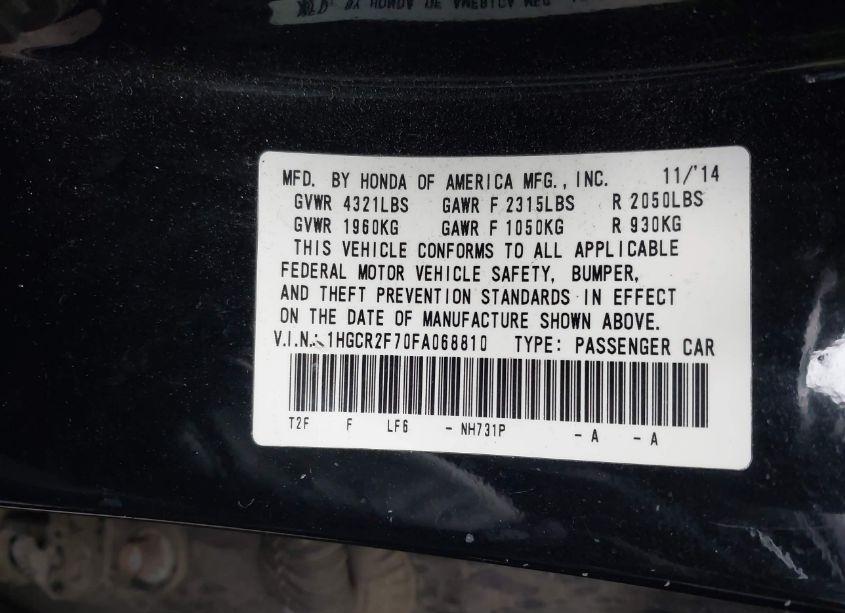 MFD. BY HONDA OF AMERICA MFG., INC. 11/'14
GVWR 4321LBS GAWR F 2315LBS R 2050LBS
GVWR 1960KG GAWR F 1050KG R 930KG
THIS VEHICLE CONFORMS TO ALL APPLICABLE
FEDERAL MOTOR VEHICLE SAFETY, BUMPER,
AND THEFT PREVENTION STANDARDS IN EFFECT
ON THE DATE OF MANUFACTURE SHOWN ABOVE.
V.I.N.: 1HGCR2F70FA068810 TYPE: PASSENGER CAR
T2F F LF6 - NH731P - A - A